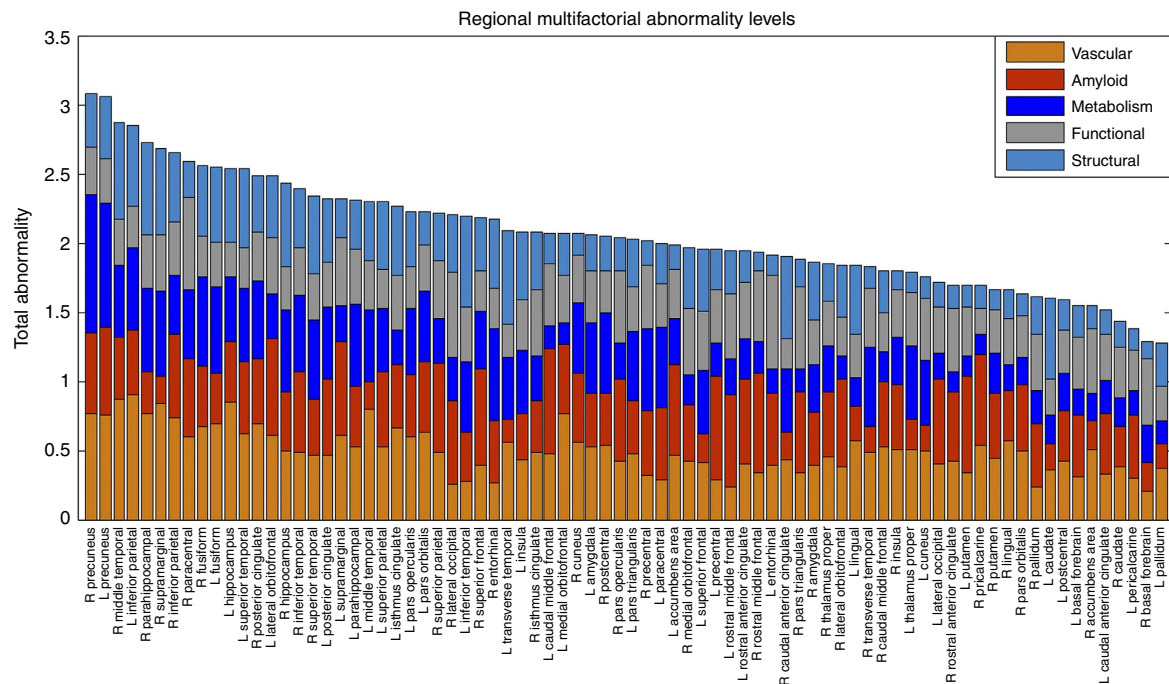 Regional multifactorial abnormality levels
3.5
3
2.5
2
1.5
1
0.5
0
Total abnormality
Vascular
Amyloid
Metabolism
Functional
Structural
R precuneus
L precuneus
R middle temporal
L inferior parietal
R parahippocampal
R supramarginal
R inferior parieta
R paracentral
R fusiform
L fusiform
L hippocampus
L superior temporal
R posterior cingulate
L lateral orbitofrontal
R hippocampus
R inferior temporal
R superior temporal
L posterior cingulate
L supramarginal
L parahippocampal
L middle temporal
L superior parietal
L isthmus cingulate
L pars opercularis
L pars orbitalis
R superior parieta
R lateral occipita
L inferior temporal
R superior frontal
R entorhinal
L transverse temporal
L insula
R isthmus cingulate
L caudal middle frontal
L medial orbitofrontal
R cuneus
L amygdala
R postcentral
R pars opercularis
L pars triangularis
R precentral
L paracentral
L accumbens area
R medial orbitofrontal
L superior frontal
L precentral
L rostral middle frontal
L rostral anterior cingulate
R rostral middle frontal
L entorhinal
R caudal anterior cingulate
R pars triangularis
R amygdala
R thalamus proper
R lateral orbitofrontal
L lingual
R transverse temporal
R caudal middle frontal
R insula
L thalamus proper
L cuneus
L lateral occipital
R rostral anterior cingulate
L putamen
R pricalcarine
R putamen
R lingual
R pars orbitalis
R pallidum
L caudate
L postcentral
L basal forebrain
R accumbens area
L caudal anterior cingulate
R caudate
L pericalcarine
R basal forebrain
L pallidum